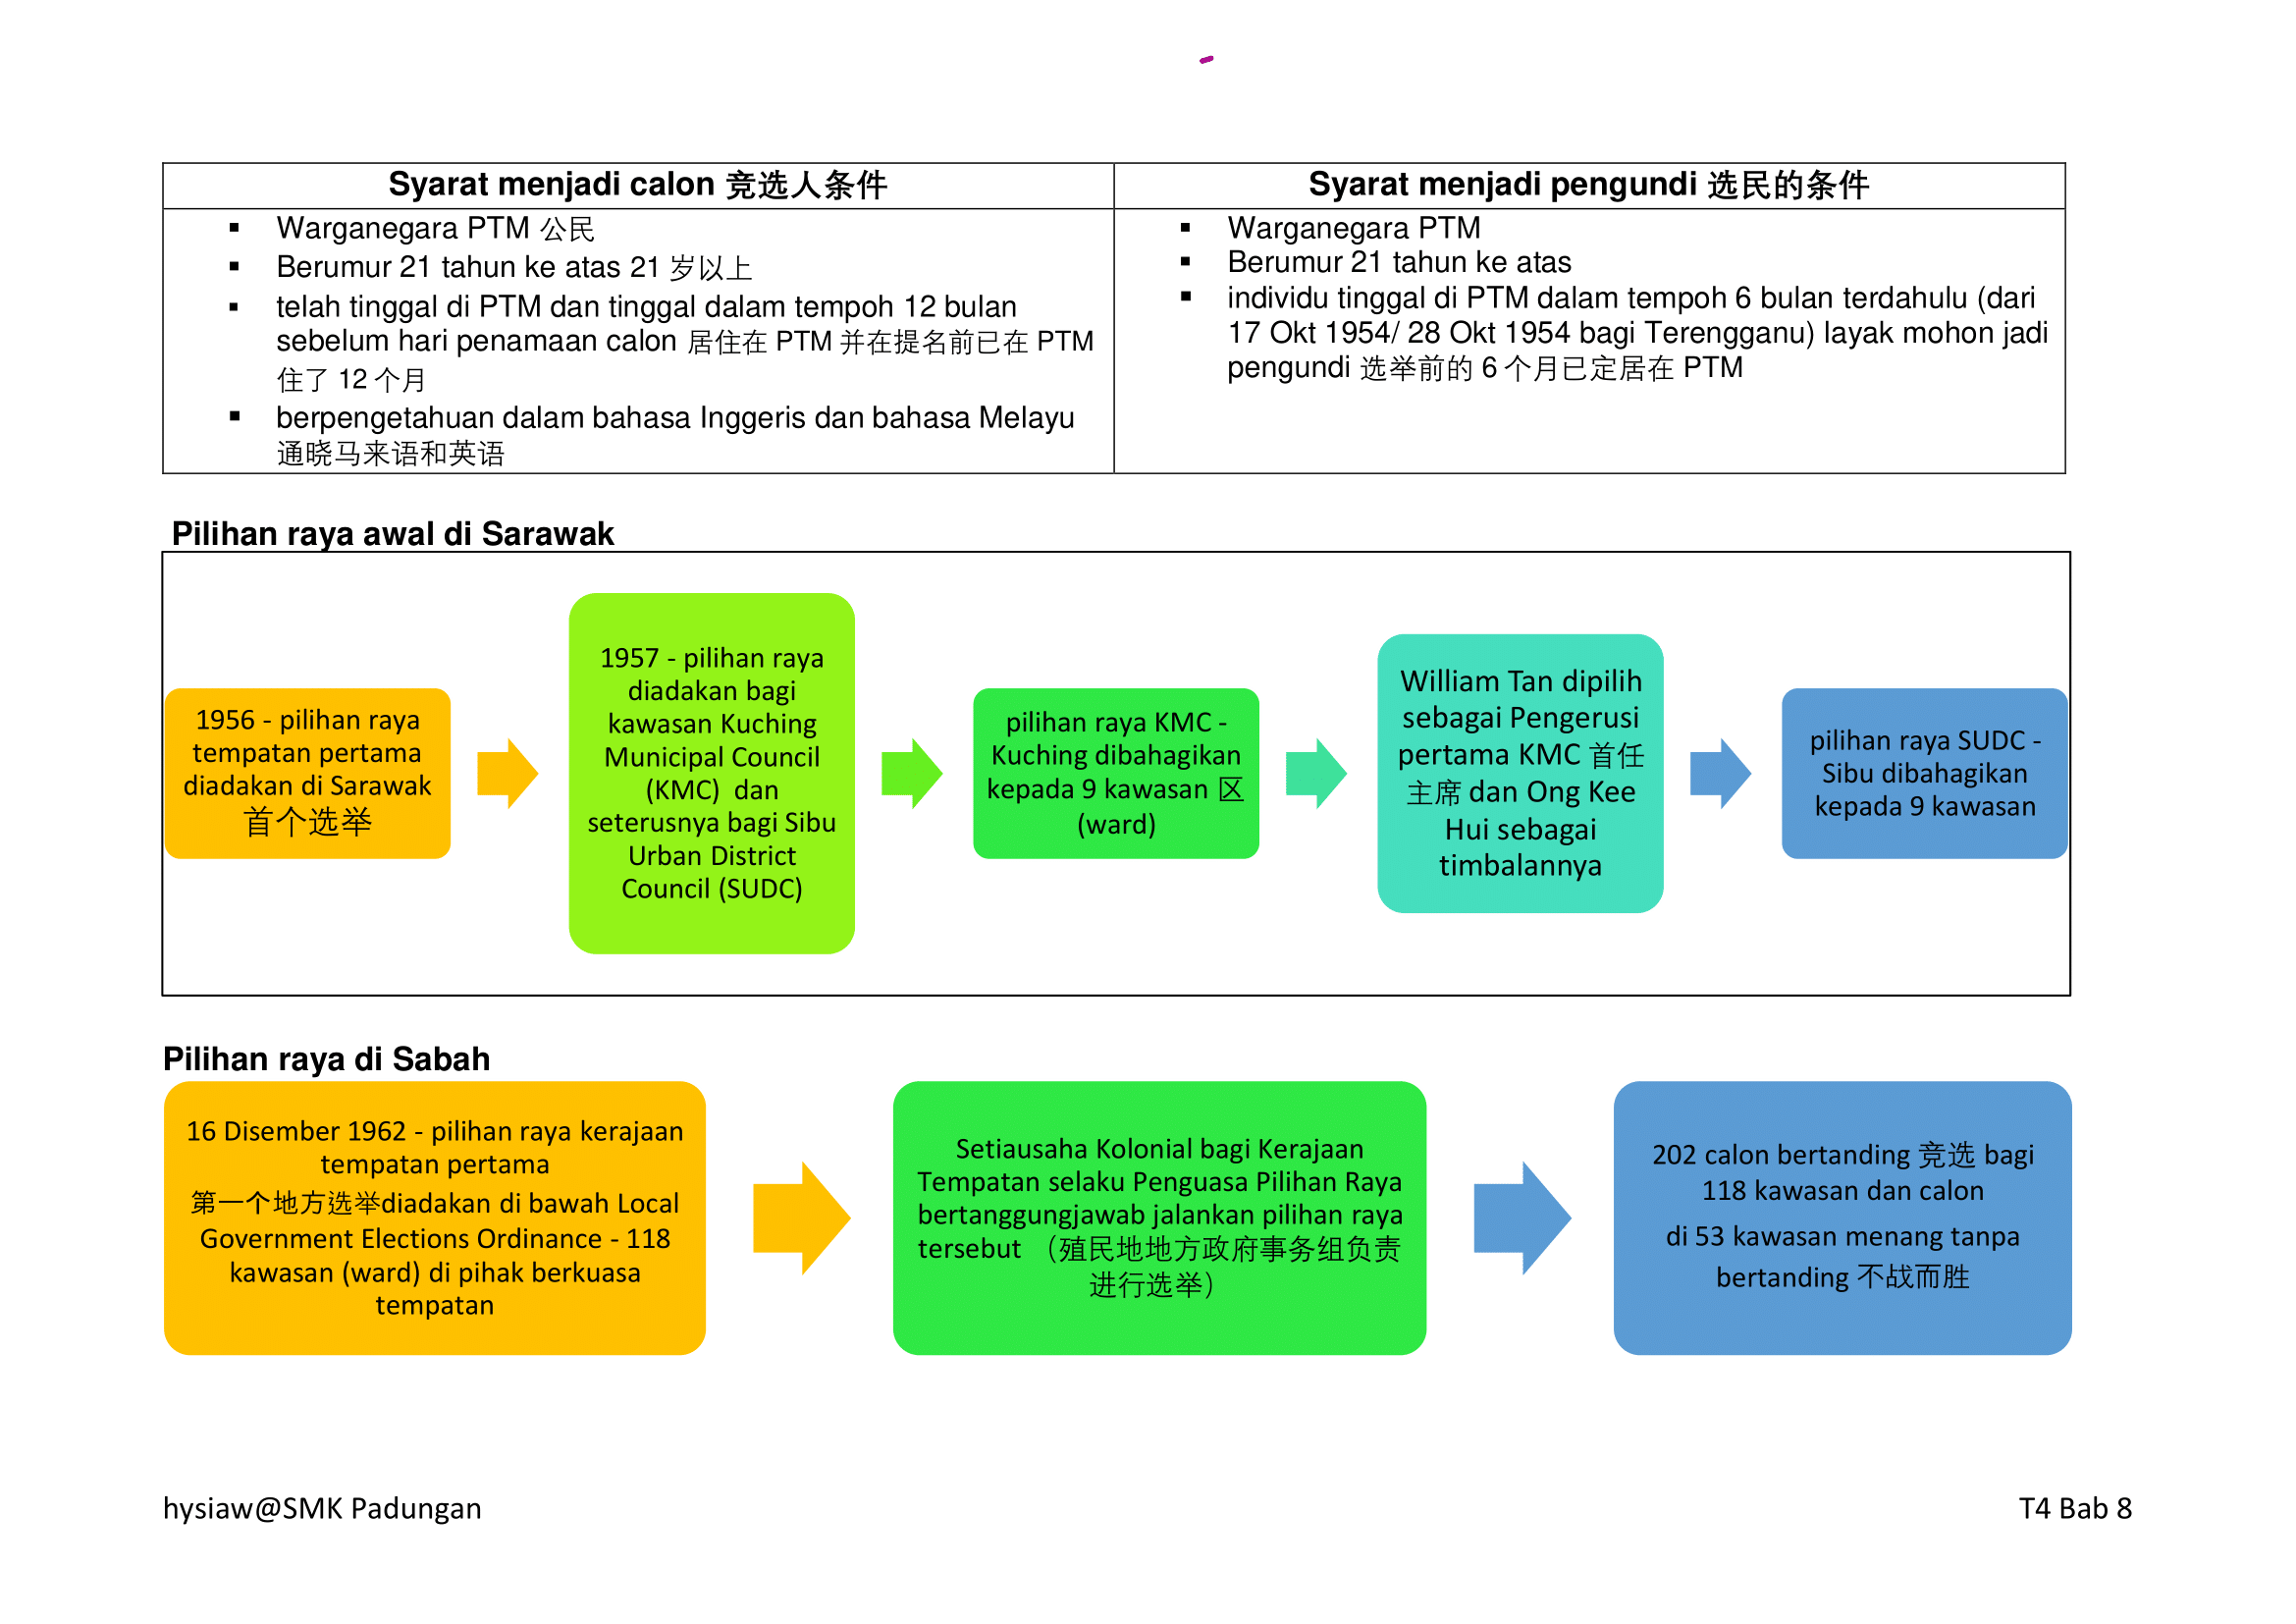 Syarat menjadi calon 竞选人条件
Syarat menjadi pengundi 选民的条件
▪ Warganegara PTM 公民
▪ Berumur 21 tahun ke atas 21 岁以上
▪ telah tinggal di PTM dan tinggal dalam tempoh 12 bulan
sebelum hari penamaan calon 居住在 PTM 并在提名前已在 PTM
住了 12 个月
▪ berpengetahuan dalam bahasa Inggeris dan bahasa Melayu
通晓马来语和英语
▪ Warganegara PTM
▪ Berumur 21 tahun ke atas
▪ individu tinggal di PTM dalam tempoh 6 bulan terdahulu (dari
17 Okt 1954/ 28 Okt 1954 bagi Terengganu) layak mohon jadi
pengundi 选举前的 6 个月已定居在 PTM
Pilihan raya awal di Sarawak
1956 - pilihan raya
tempatan pertama
diadakan di Sarawak
首个选举
1957 - pilihan raya
diadakan bagi
kawasan Kuching
Municipal Council
(KMC) dan
seterusnya bagi Sibu
Urban District
Council (SUDC)
pilihan raya KMC -
Kuching dibahagikan
kepada 9 kawasan 区
(ward)
William Tan dipilih
sebagai Pengerusi
pertama KMC 首任
主席 dan Ong Kee
Hui sebagai
timbalannya
pilihan raya SUDC -
Sibu dibahagikan
kepada 9 kawasan
Pilihan raya di Sabah
16 Disember 1962 - pilihan raya kerajaan
tempatan pertama
第一个地方选举diadakan di bawah Local
Government Elections Ordinance - 118
kawasan (ward) di pihak berkuasa
tempatan
Setiausaha Kolonial bagi Kerajaan
Tempatan selaku Penguasa Pilihan Raya
bertanggungjawab jalankan pilihan raya
tersebut （殖民地地方政府事务组负责
进行选举）
202 calon bertanding 竞选 bagi
118 kawasan dan calon
di 53 kawasan menang tanpa
bertanding 不战而胜
hysiaw@SMK Padungan
T4 Bab 8